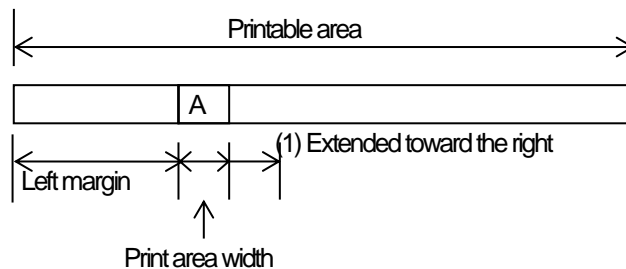 Printable area
A
(1) Extended toward the right
Left margin
Print area width